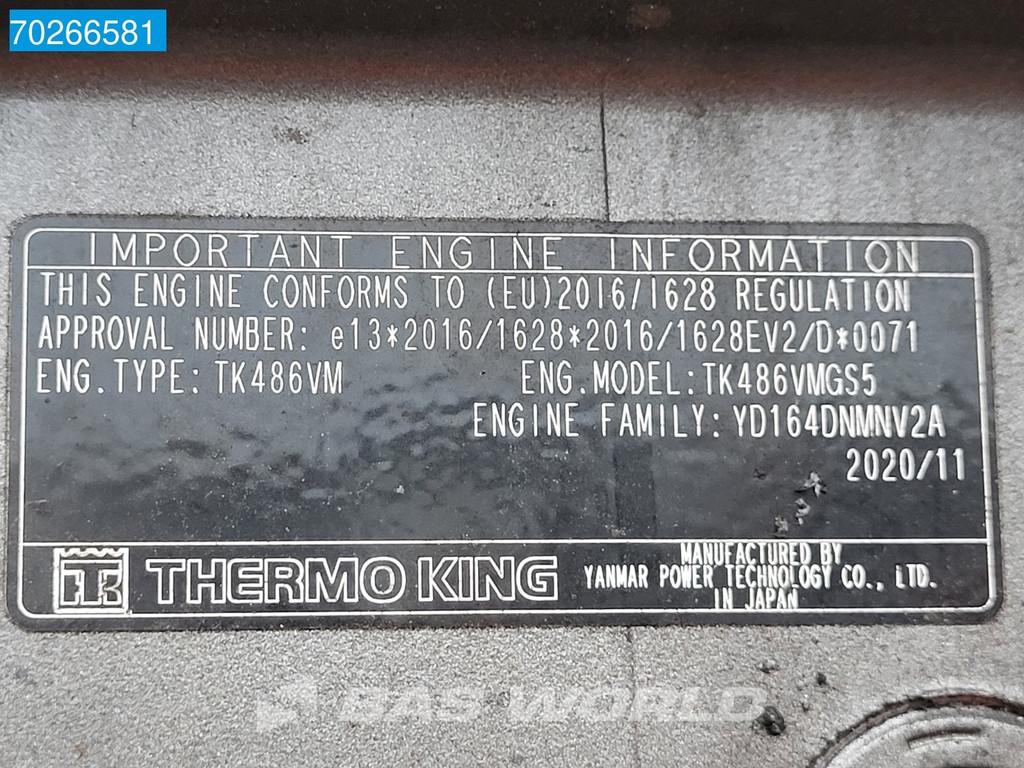 70266581
IMPORTANT ENGINE INFORMATION
THIS ENGINE CONFORMS TO (EU)2016/1628 REGULATION
APPROVAL NUMBER: e13*2016/1628*2016/1628EV2/D*0071
ENG.TYPE: TK486VM ENG.MODEL: TK486VMGS5
ENGINE FAMILY: YD164DNMNV2A
2020/11
TK THERMO KING
MANUFACTURED BY
YANMAR POWER TECHNOLOGY CO., LTD.
IN JAPAN
BAS WORLD